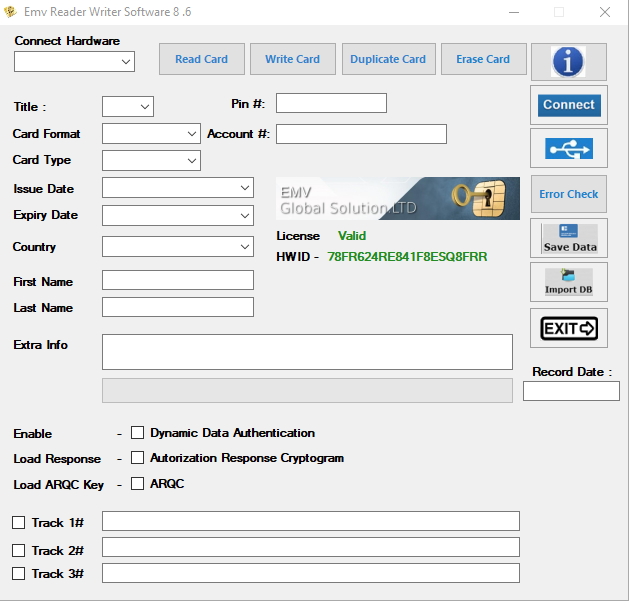 Emv Reader Writer Software 8 .6
Connect Hardware
Read Card Write Card Duplicate Card Erase Card
Connect
Title : Pin #:
Card Format Account #:
Card Type
Issue Date
Error Check
EMV
Global Solution LTD
Expiry Date
License Valid
Save Data
Country
HWID - 78FR624RE841F8ESQ8FRR
First Name
Import DB
Last Name
EXIT
Extra Info
Record Date :
Enable - Dynamic Data Authentication
Load Response - Autorization Response Cryptogram
Load ARQC Key - ARQC
Track 1#
Track 2#
Track 3#